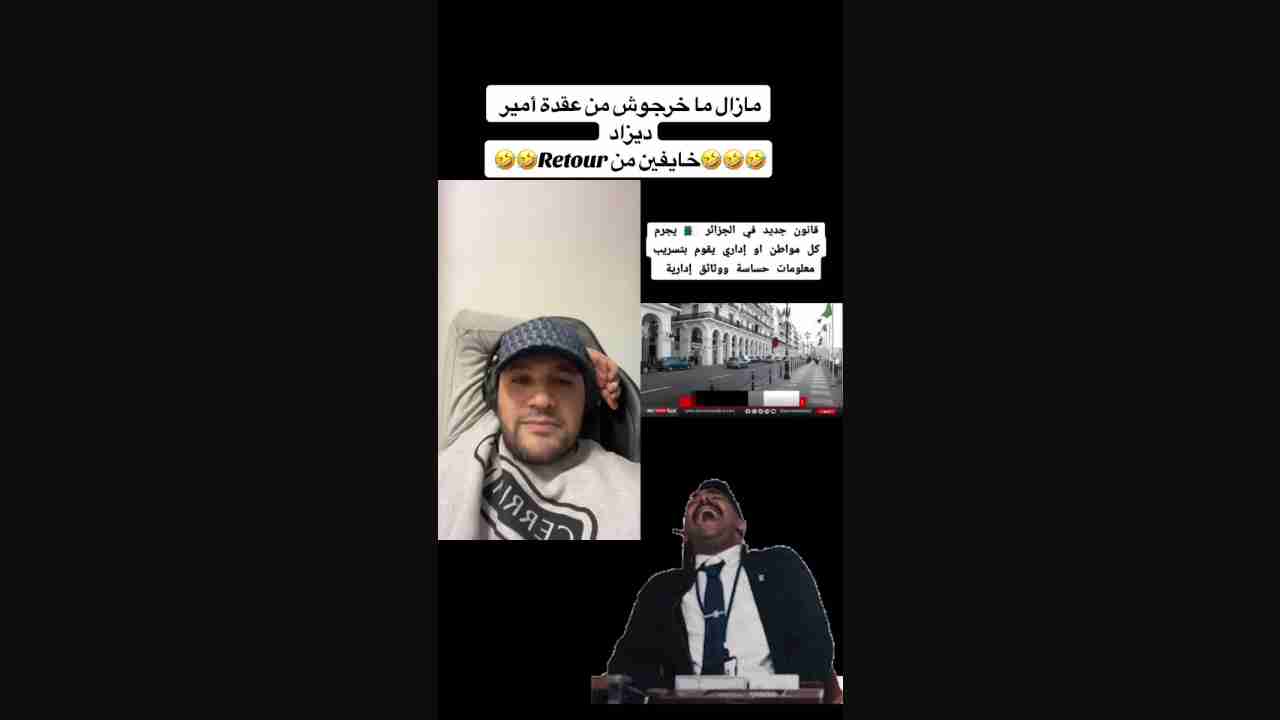 مازال ما خرجوش من عقدة أمير
ديزاد
🤣🤣🤣خايفين من Retour🤣🤣
قانون جديد في الجزائر 🇩🇿 يجرم
كل مواطن او إداري يقوم بتسريب
معلومات حساسة ووثائق إدارية